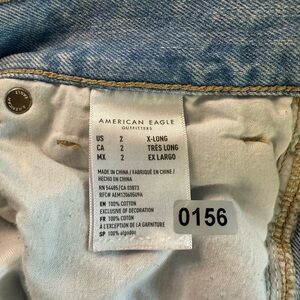 AMERICAN EAGLE
OUTFITTERS
US 2 X-LONG
CA 2 TRÈS LONG
MX 2 EX LARGO
MADE IN CHINA / FABRIQUÉ EN CHINE /
HECHO EN CHINA
RN 54485/CA 03873
RFC# AEM12060509A
EN 100% COTTON
EXCLUSIVE OF DECORATION
FR 100% COTON
A L'EXCEPTION DE LA GARNITURE
SP 100% algodón
0156